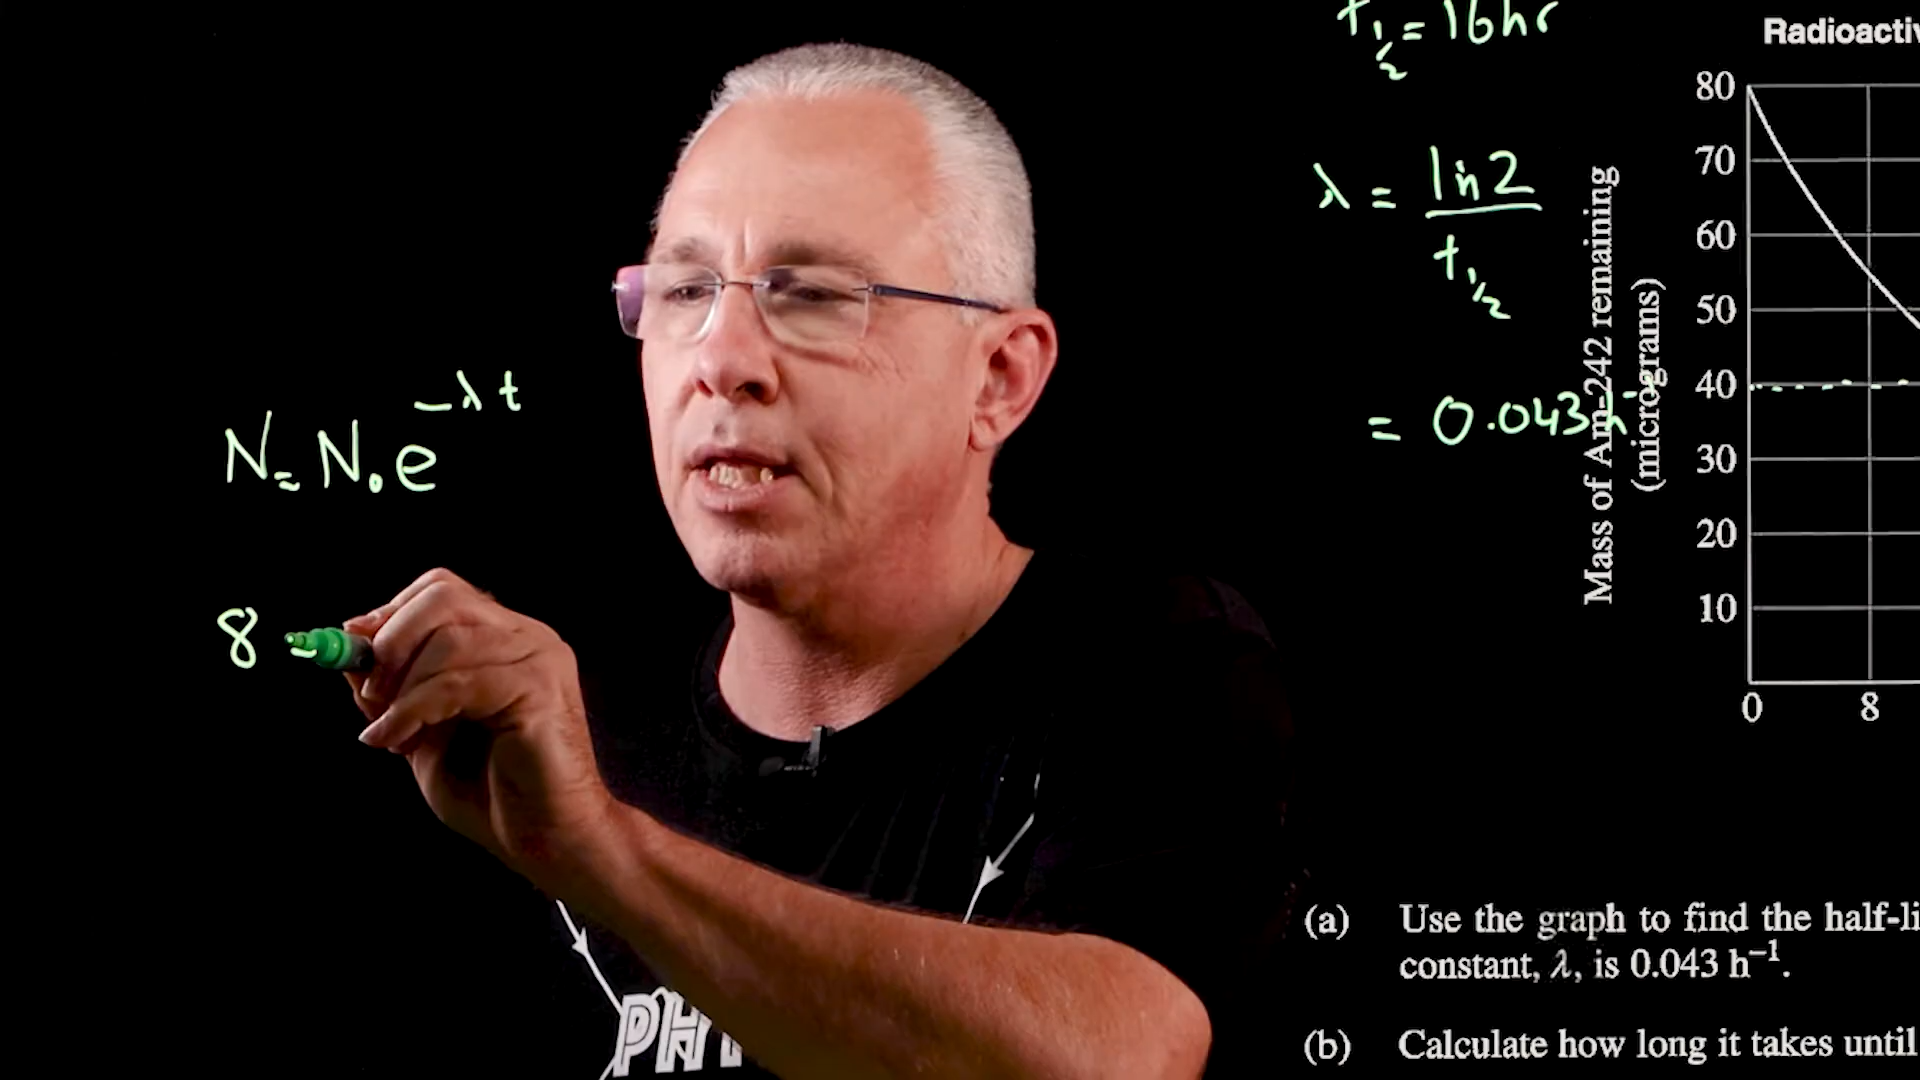 t½ = 16hr
λ = ln2
t½
= 0.043h⁻
N = N₀e^−λt
8 =
Radioactiv
Mass of Am-242 remaining
(micrograms)
80
70
60
50
40
30
20
10
0 8
(a) Use the graph to find the half-li
constant, λ, is 0.043 h⁻¹.
(b) Calculate how long it takes until
PH